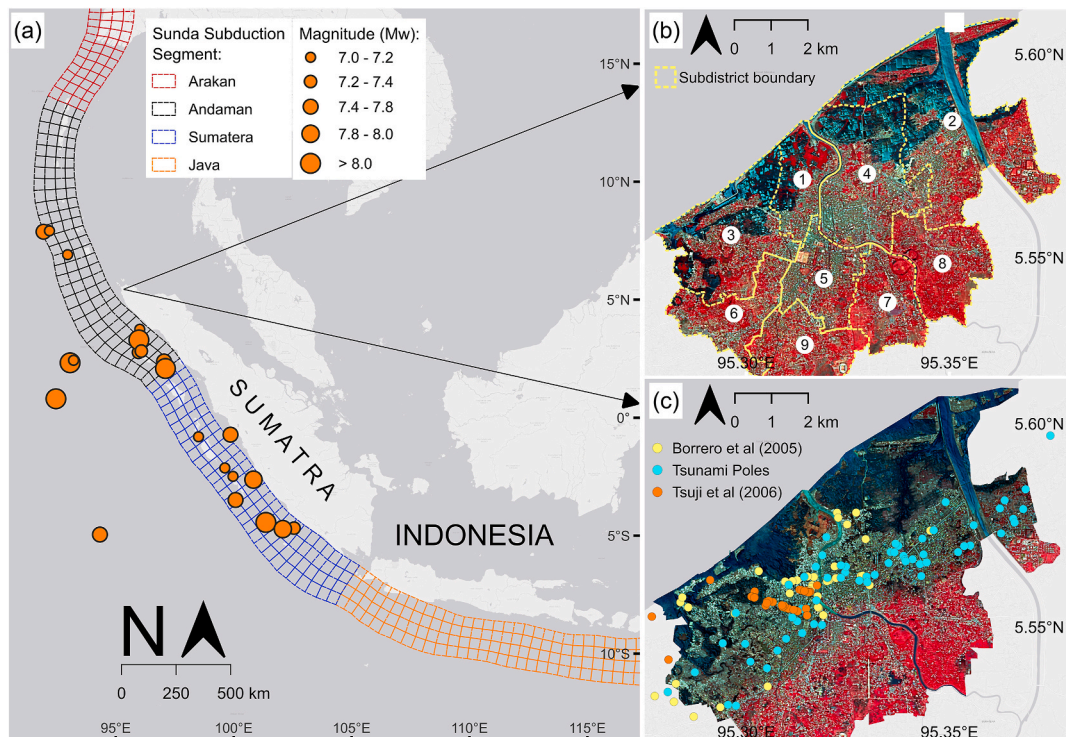 (a)
Sunda Subduction
Segment:
Arakan
Andaman
Sumatera
Java
Magnitude (Mw):
7.0 - 7.2
7.2 - 7.4
7.4 - 7.8
7.8 - 8.0
> 8.0
15°N
10°N
5°N
0°
5°S
10°S
SUMATRA
INDONESIA
N
0 250 500 km
95°E 100°E 105°E 110°E 115°E
(b)
0 1 2 km
Subdistrict boundary
5.60°N
2
1
4
3
8
5.55°N
5
7
6
9
95.30°E 95.35°E
(c)
0 1 2 km
Borrero et al (2005)
Tsunami Poles
Tsuji et al (2006)
5.60°N
5.55°N
95.30°E 95.35°E